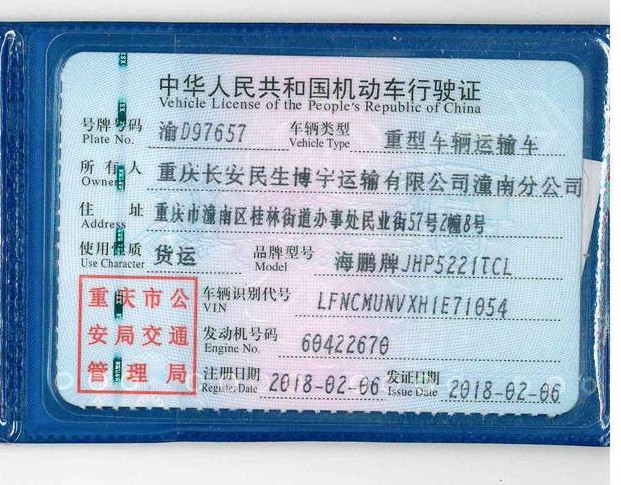 中华人民共和国机动车行驶证
Vehicle License of the People's Republic of China
号牌号码 渝D97657 车辆类型 重型车辆运输车
Plate No. Vehicle Type
所有人 重庆长安民生博宇运输有限公司潼南分公司
Owner
住址 重庆市潼南区桂林街道办事处民业街57号2幢8号
Address
使用性质 货运 品牌型号 海鹏牌JHP5221TCL
Use Character Model
重庆市公安局交通管理局
车辆识别代号 LFNCMUNVXH1E71054
VIN
发动机号码 60422670
Engine No.
注册日期 2018-02-06 发证日期 2018-02-06
Register Date Issue Date